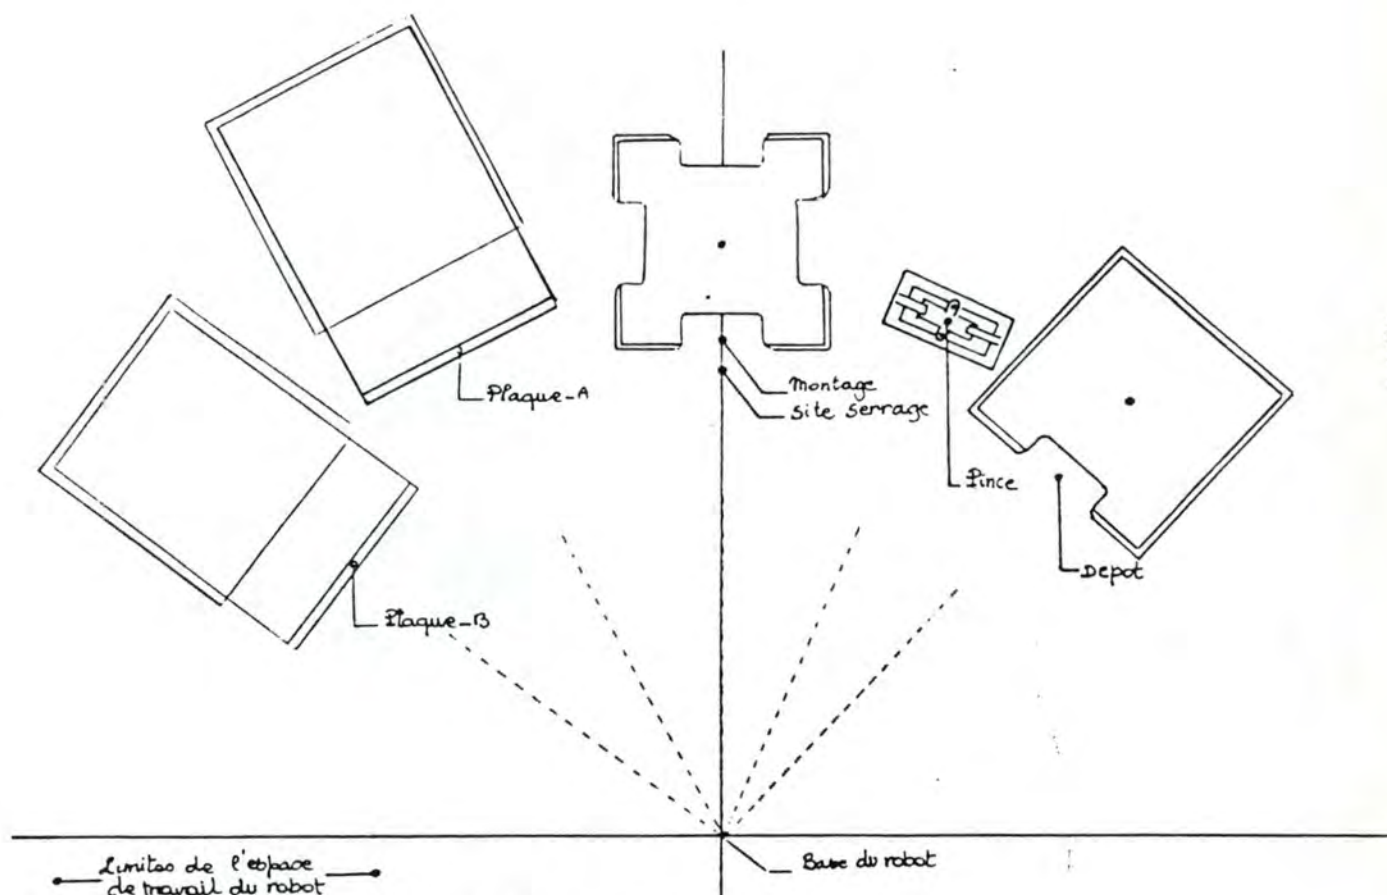 Plaque-A
Montage
Site Serrage
Pince
Depot
Plaque-B
Base du robot
Limites de l'espace
de travail du robot